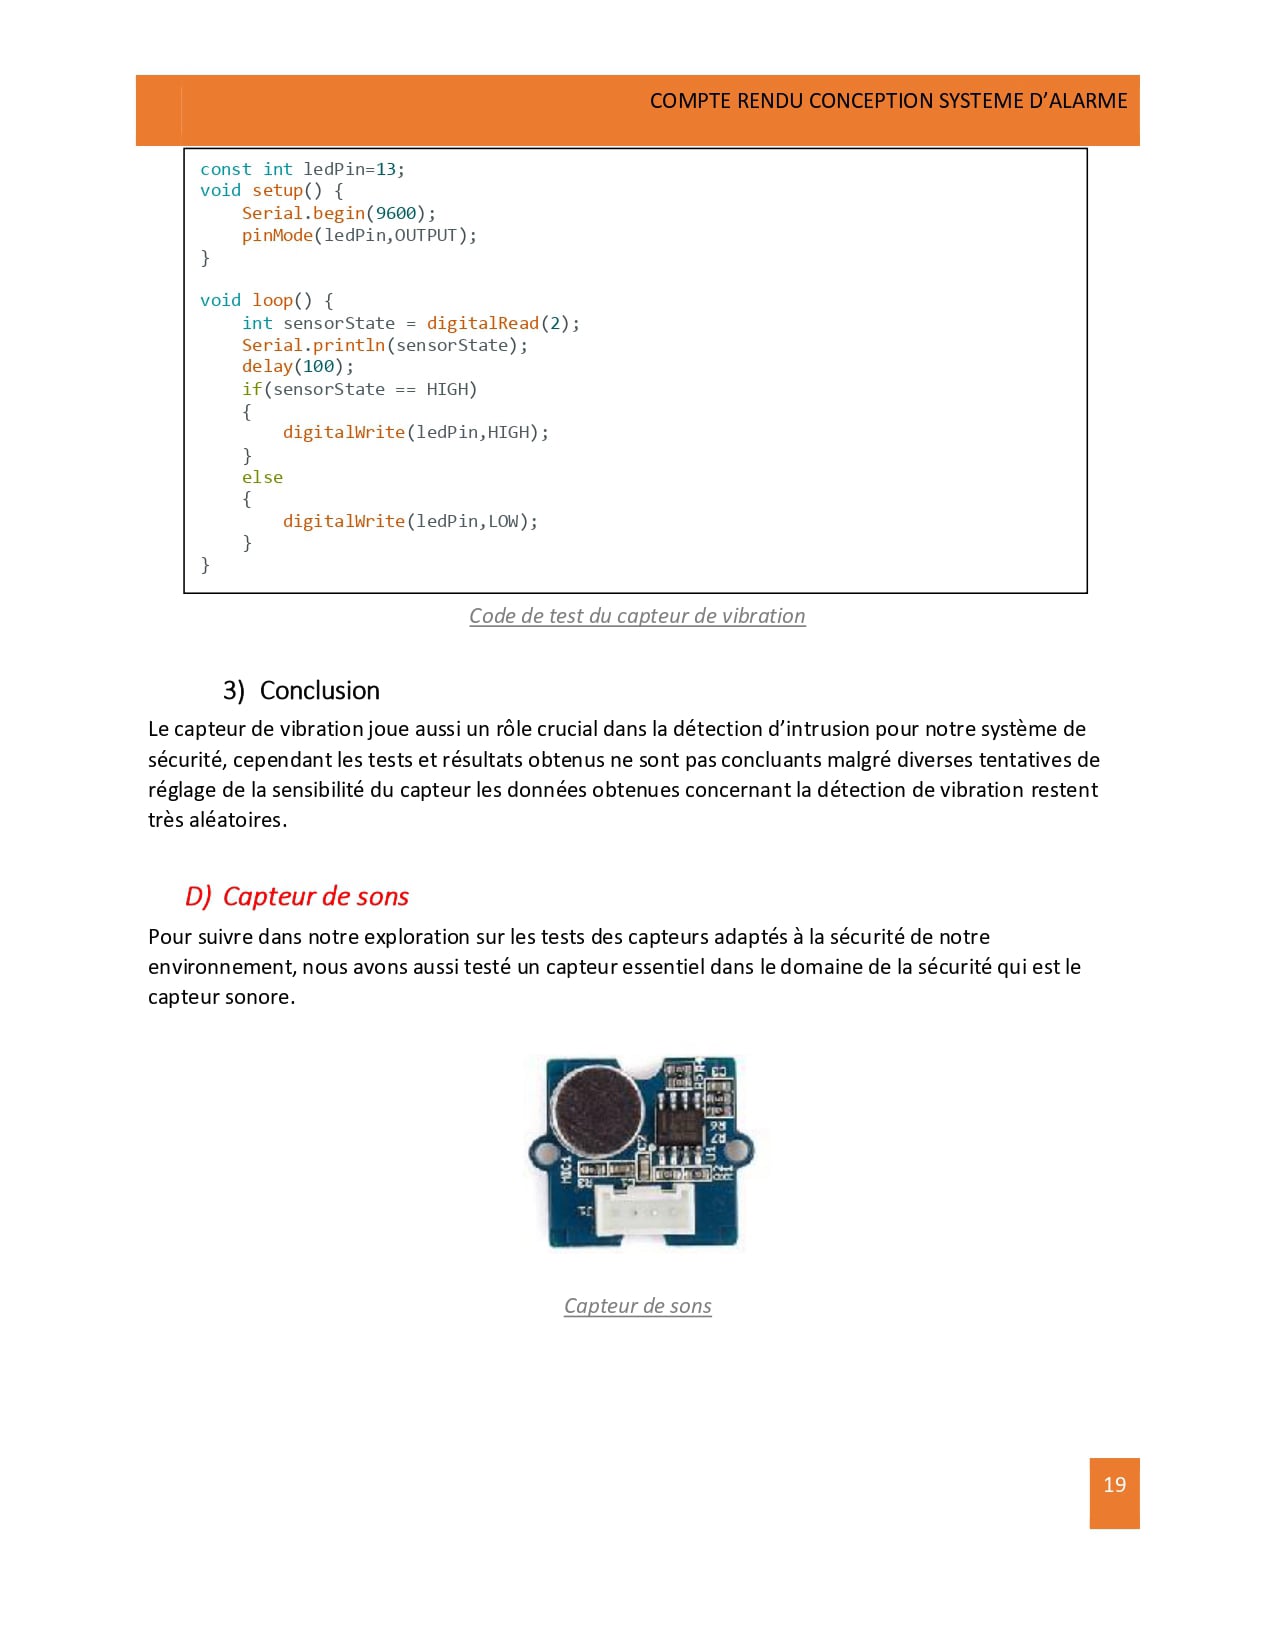 COMPTE RENDU CONCEPTION SYSTEME D’ALARME
const int ledPin=13;
void setup() {
    Serial.begin(9600);
    pinMode(ledPin,OUTPUT);
}
void loop() {
    int sensorState = digitalRead(2);
    Serial.println(sensorState);
    delay(100);
    if(sensorState == HIGH)
    {
        digitalWrite(ledPin,HIGH);
    }
    else
    {
        digitalWrite(ledPin,LOW);
    }
}
Code de test du capteur de vibration
3) Conclusion
Le capteur de vibration joue aussi un rôle crucial dans la détection d’intrusion pour notre système de
sécurité, cependant les tests et résultats obtenus ne sont pas concluants malgré diverses tentatives de
réglage de la sensibilité du capteur les données obtenues concernant la détection de vibration restent
très aléatoires.
D) Capteur de sons
Pour suivre dans notre exploration sur les tests des capteurs adaptés à la sécurité de notre
environnement, nous avons aussi testé un capteur essentiel dans le domaine de la sécurité qui est le
capteur sonore.
R5
R4
C3
R6
R7
C2
U1
MIC1
R3
C1
R2
R1
J1
Capteur de sons
19